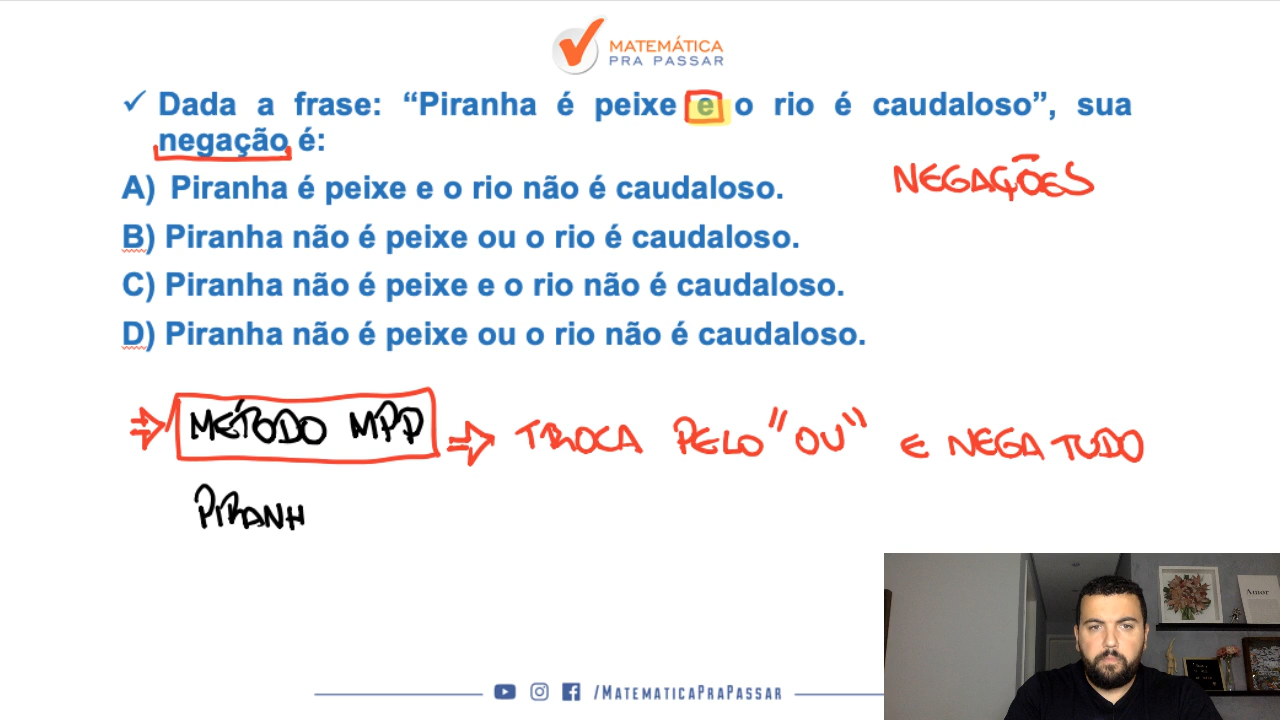 MATEMÁTICA
PRA PASSAR
✓ Dada a frase: “Piranha é peixe e o rio é caudaloso”, sua
negação é:
A) Piranha é peixe e o rio não é caudaloso.
NEGAÇÕES
B) Piranha não é peixe ou o rio é caudaloso.
C) Piranha não é peixe e o rio não é caudaloso.
D) Piranha não é peixe ou o rio não é caudaloso.
⇒ MÉTODO MPP ⇒ TROCA PELO "OU" E NEGA TUDO
PIRANH
Amor
/MATEMATICAPRAPASSAR